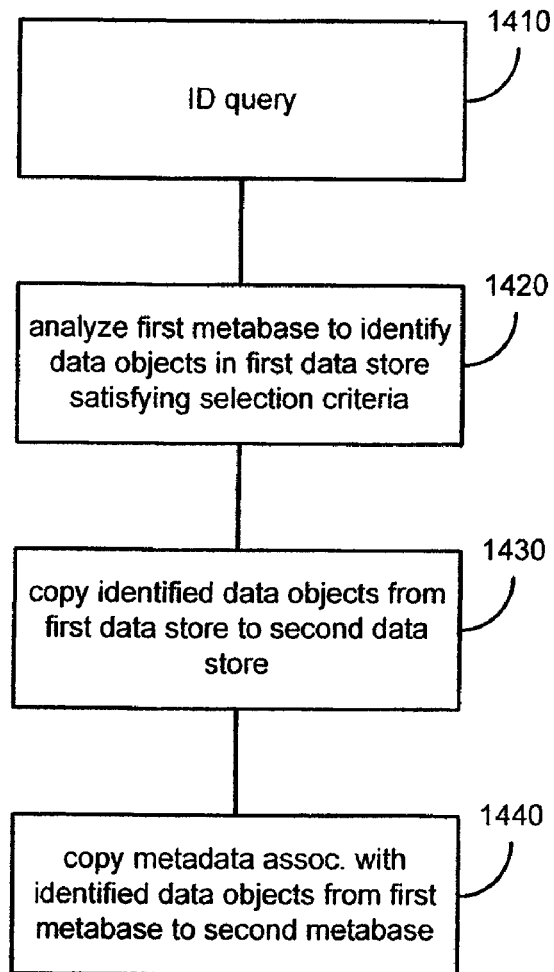 1410
ID query
1420
analyze first metabase to identify
data objects in first data store
satisfying selection criteria
1430
copy identified data objects from
first data store to second data
store
1440
copy metadata assoc. with
identified data objects from first
metabase to second metabase